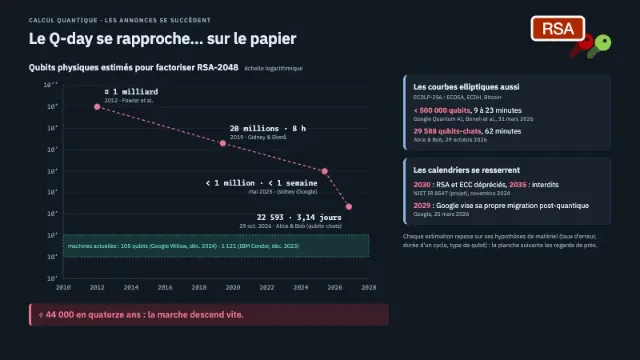 CALCUL QUANTIQUE · LES ANNONCES SE SUCCÈDENT
Le Q-day se rapproche... sur le papier
RSA
Qubits physiques estimés pour factoriser RSA-2048 échelle logarithmique
≈ 1 milliard
2012 · Fowler et al.
20 millions · 8 h
2019 · Gidney & Ekerå
< 1 million · < 1 semaine
mai 2025 · Gidney (Google)
22 593 · 3,14 jours
29 oct. 2026 · Alice & Bob (qubits-chats)
machines actuelles : 105 qubits (Google Willow, déc. 2024) · 1 121 (IBM Condor, déc. 2023)
2010 2012 2014 2016 2018 2020 2022 2024 2026 2028
÷ 44 000 en quatorze ans : la marche descend vite.
Les courbes elliptiques aussi
ECDLP-256 : ECDSA, ECDH, Bitcoin
< 500 000 qubits, 9 à 23 minutes
Google Quantum AI, Boneh et al., 31 mars 2026
29 588 qubits-chats, 62 minutes
Alice & Bob, 29 octobre 2026
Les calendriers se resserrent
2030 : RSA et ECC dépréciés, 2035 : interdits
NIST IR 8547 (projet), novembre 2024
2029 : Google vise sa propre migration post-quantique
Google, 25 mars 2026
Chaque estimation repose sur ses hypothèses de matériel (taux d'erreur,
durée d'un cycle, type de qubit) : la planche suivante les regarde de près.